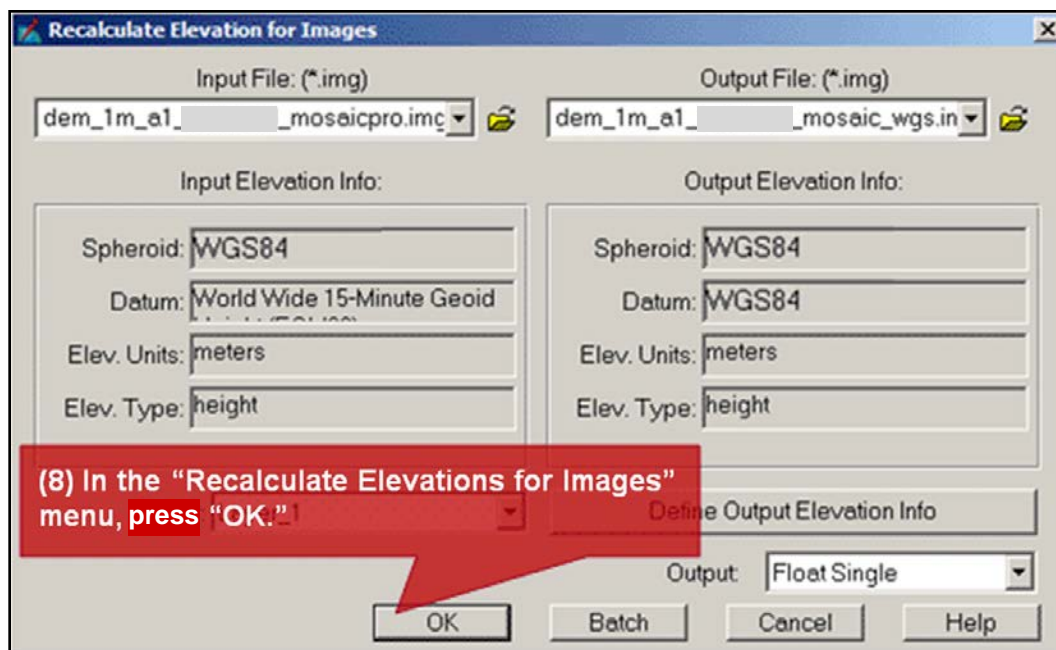 Recalculate Elevation for Images
Input File: (*.img)
Output File: (*.img)
dem_1m_a1_ _mosaicpro.img
dem_1m_a1_ _mosaic_wgs.in
Input Elevation Info:
Output Elevation Info:
Spheroid: WGS84
Spheroid: WGS84
Datum: World Wide 15-Minute Geoid
Datum: WGS84
Elev. Units: meters
Elev. Units: meters
Elev. Type: height
Elev. Type: height
(8) In the “Recalculate Elevations for Images”
menu, press “OK.”
Define Output Elevation Info
Output: Float Single
OK
Batch
Cancel
Help